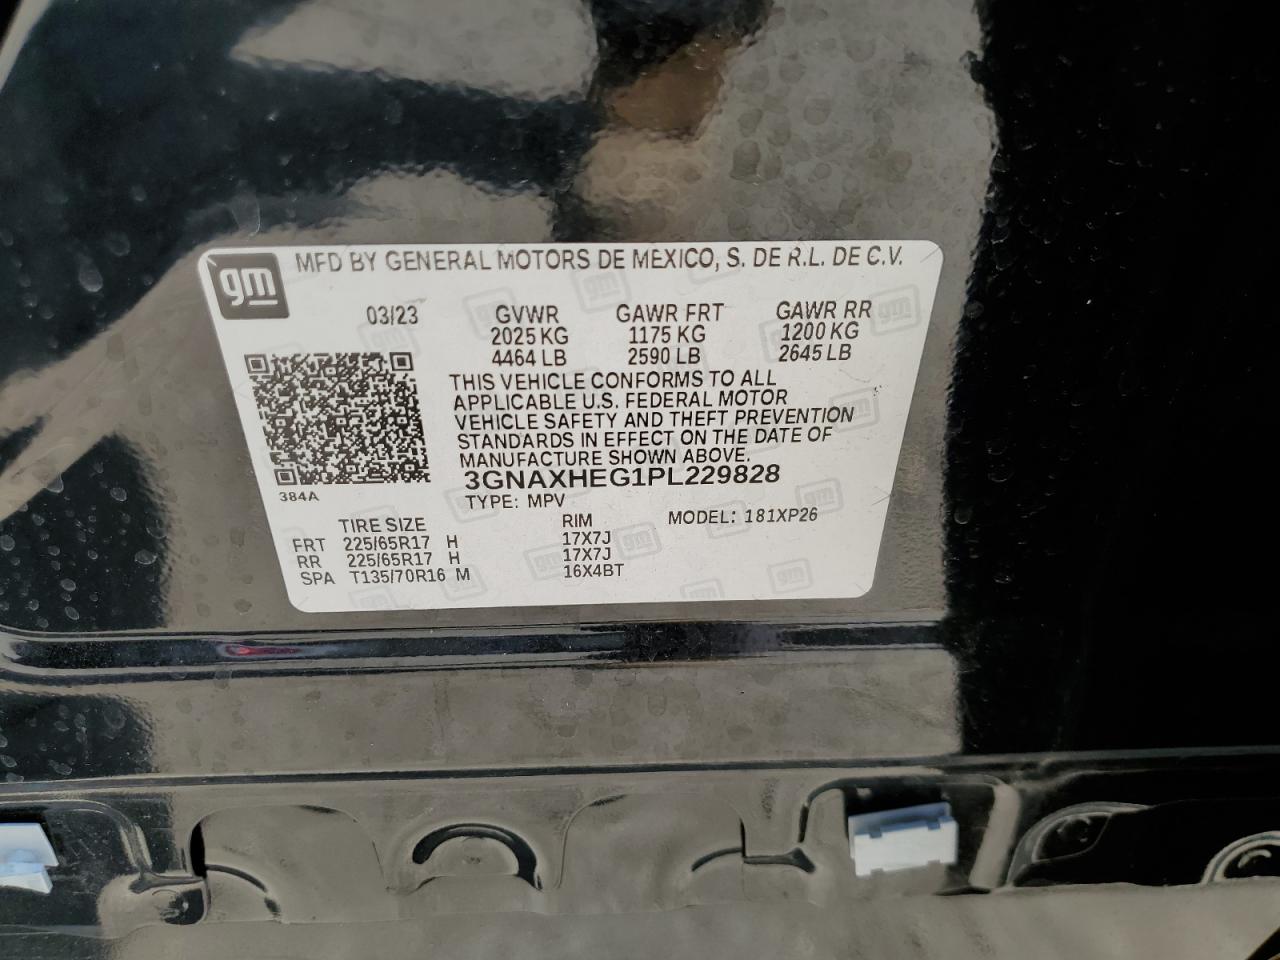 gm
MFD BY GENERAL MOTORS DE MEXICO, S. DE R.L. DE C.V.
03/23 GVWR GAWR FRT GAWR RR
2025 KG 1175 KG 1200 KG
4464 LB 2590 LB 2645 LB
THIS VEHICLE CONFORMS TO ALL
APPLICABLE U.S. FEDERAL MOTOR
VEHICLE SAFETY AND THEFT PREVENTION
STANDARDS IN EFFECT ON THE DATE OF
MANUFACTURE SHOWN ABOVE.
3GNAXHEG1PL229828
384A
TYPE: MPV
TIRE SIZE RIM MODEL: 181XP26
FRT 225/65R17 H 17X7J
RR 225/65R17 H 17X7J
SPA T135/70R16 M 16X4BT